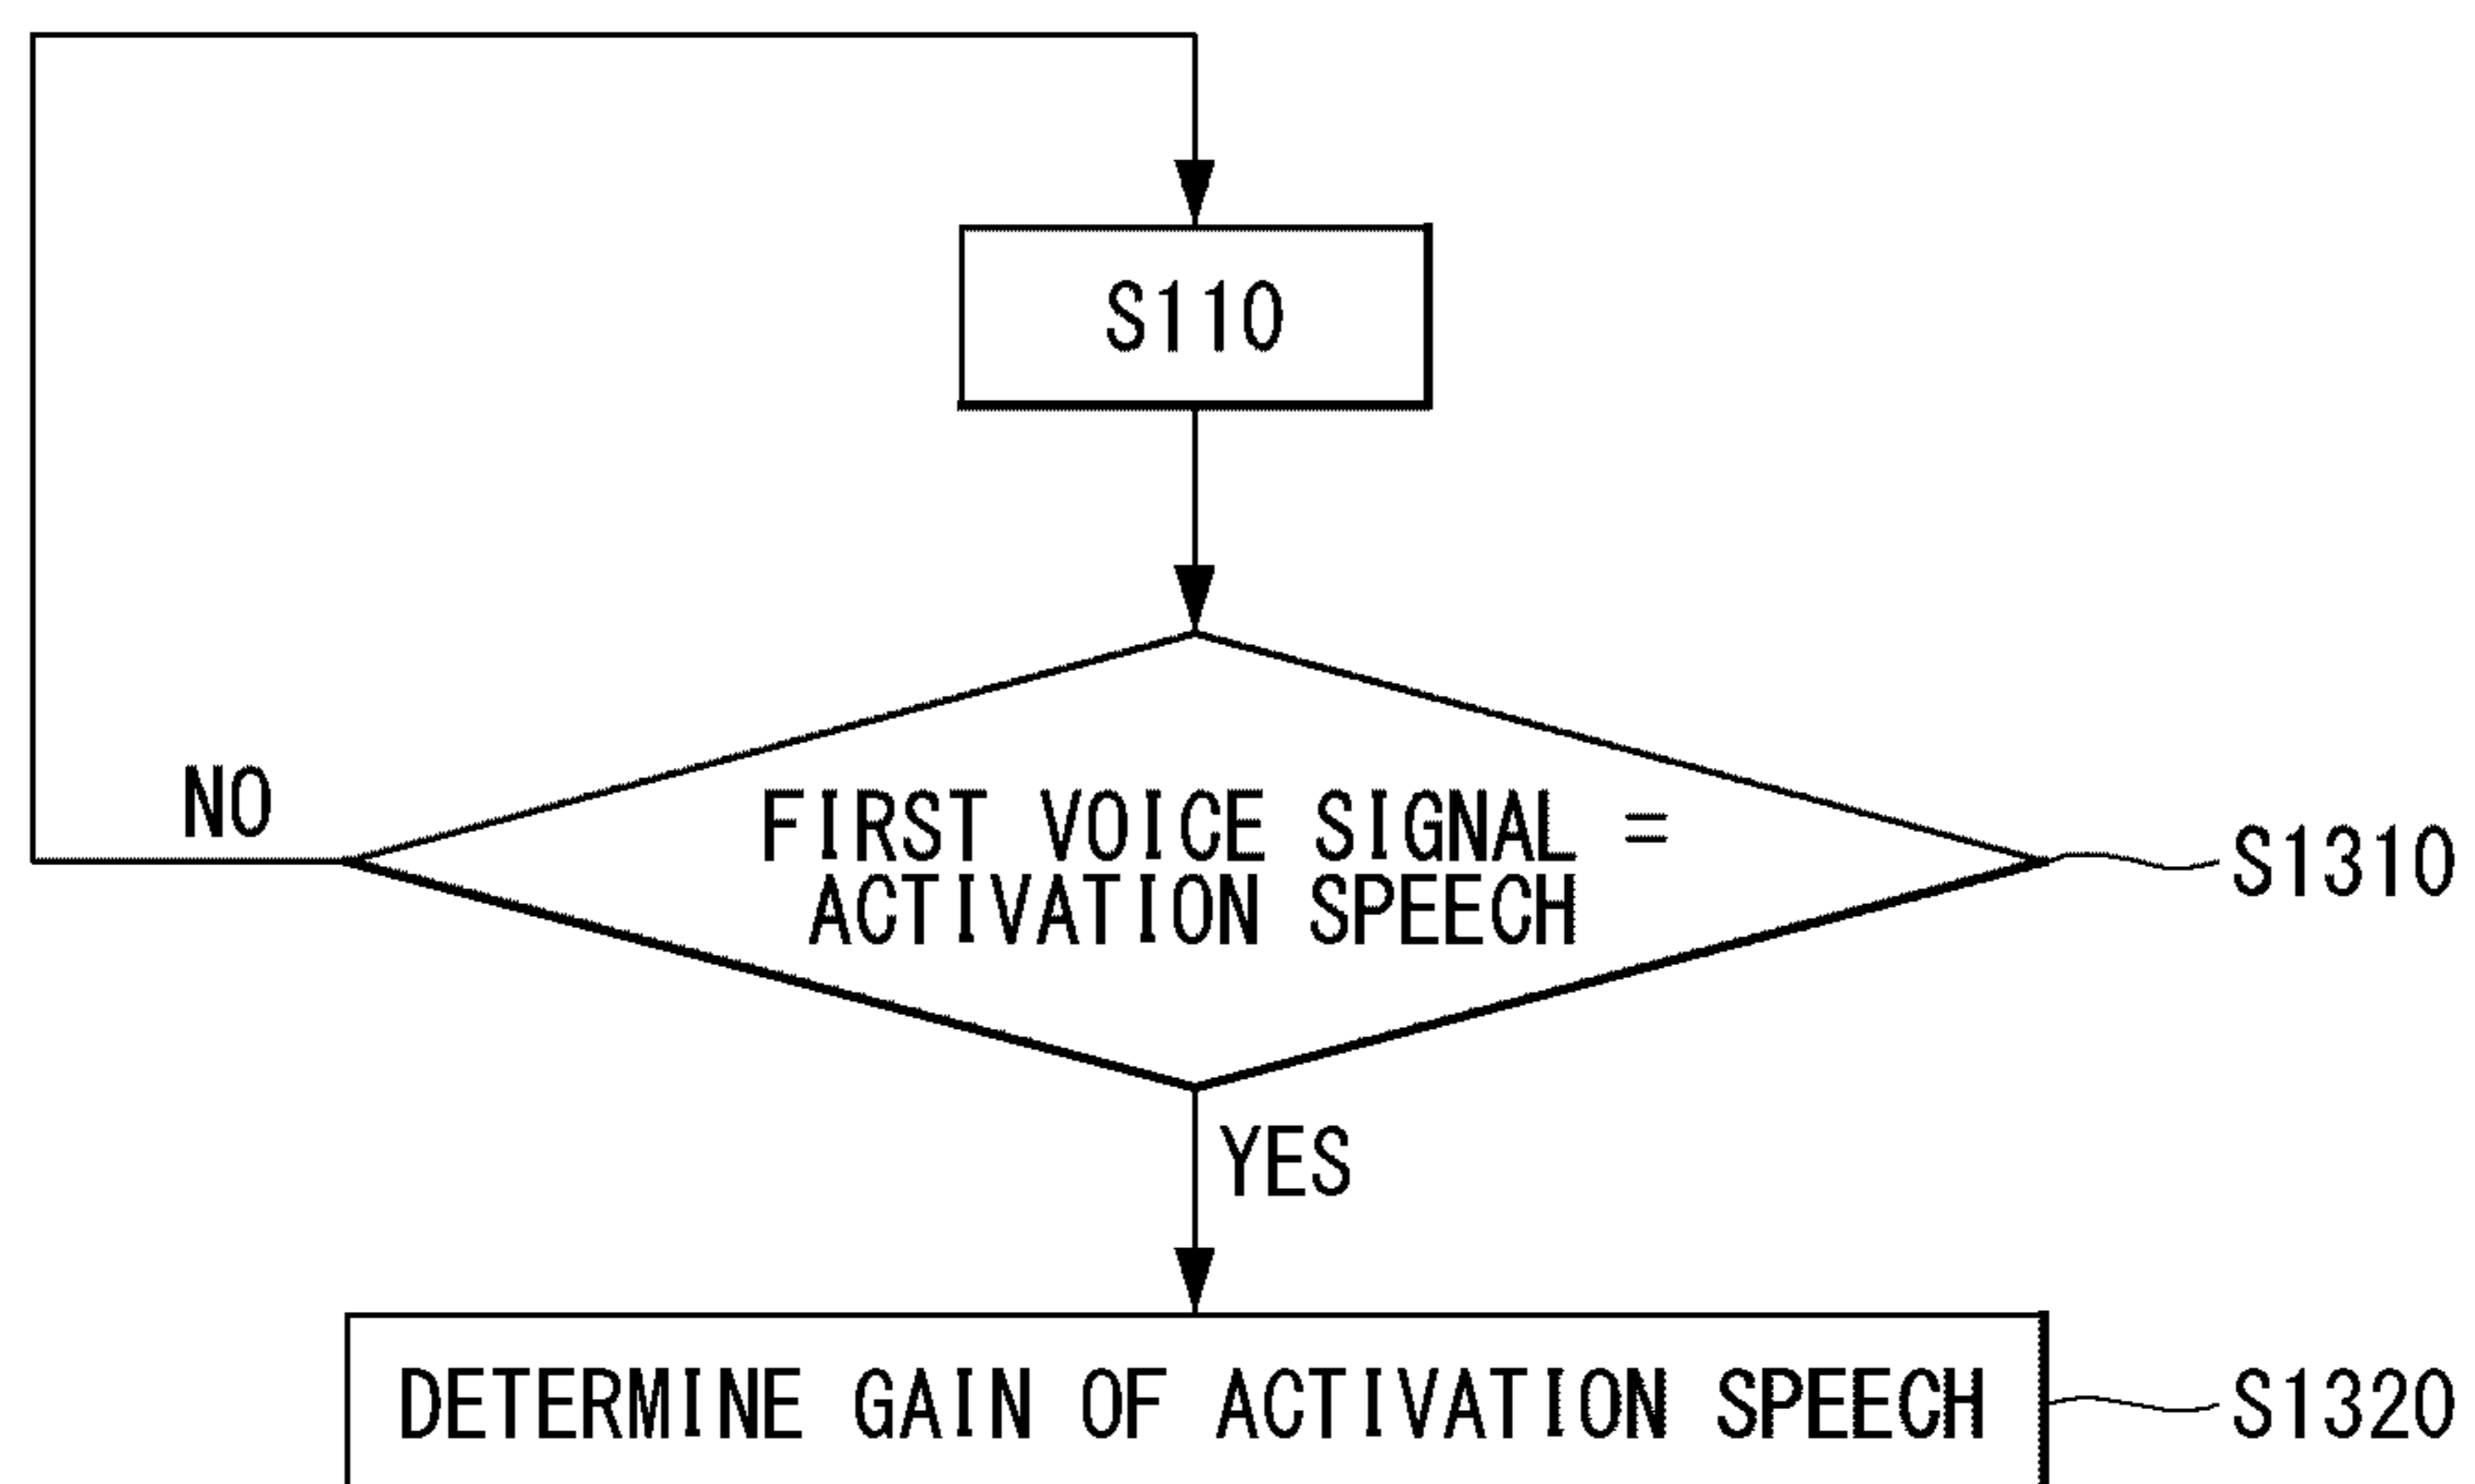 S110
NO
FIRST VOICE SIGNAL =
ACTIVATION SPEECH
S1310
YES
DETERMINE GAIN OF ACTIVATION SPEECH
S1320